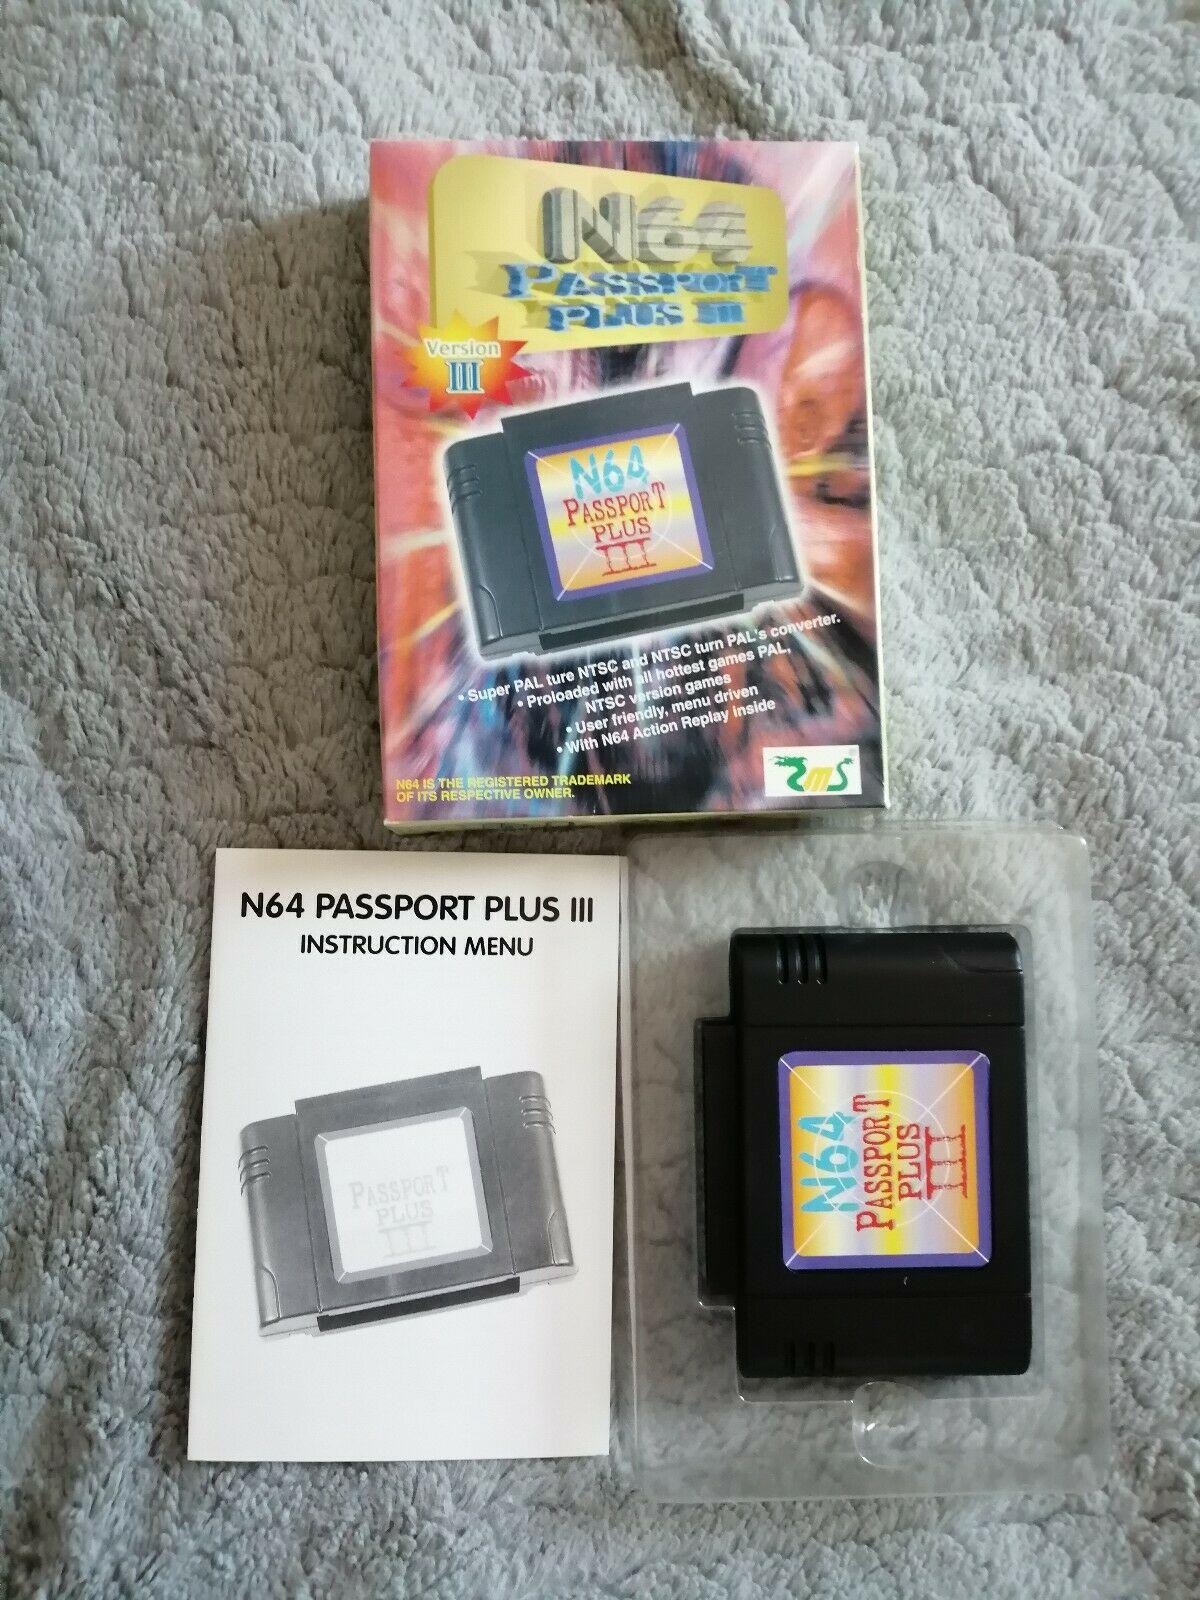 N64
PASSPORT
PLUS III
Version
III
N64
PASSPORT
PLUS
III
• Super PAL ture NTSC and NTSC turn PAL's converter.
• Proloaded with all hottest games PAL,
NTSC version games
• User friendly, menu driven
• With N64 Action Replay inside
N64 IS THE REGISTERED TRADEMARK
OF ITS RESPECTIVE OWNER.
EMS®
N64 PASSPORT PLUS III
INSTRUCTION MENU
PASSPORT
PLUS
III
N64
PASSPORT
PLUS
III